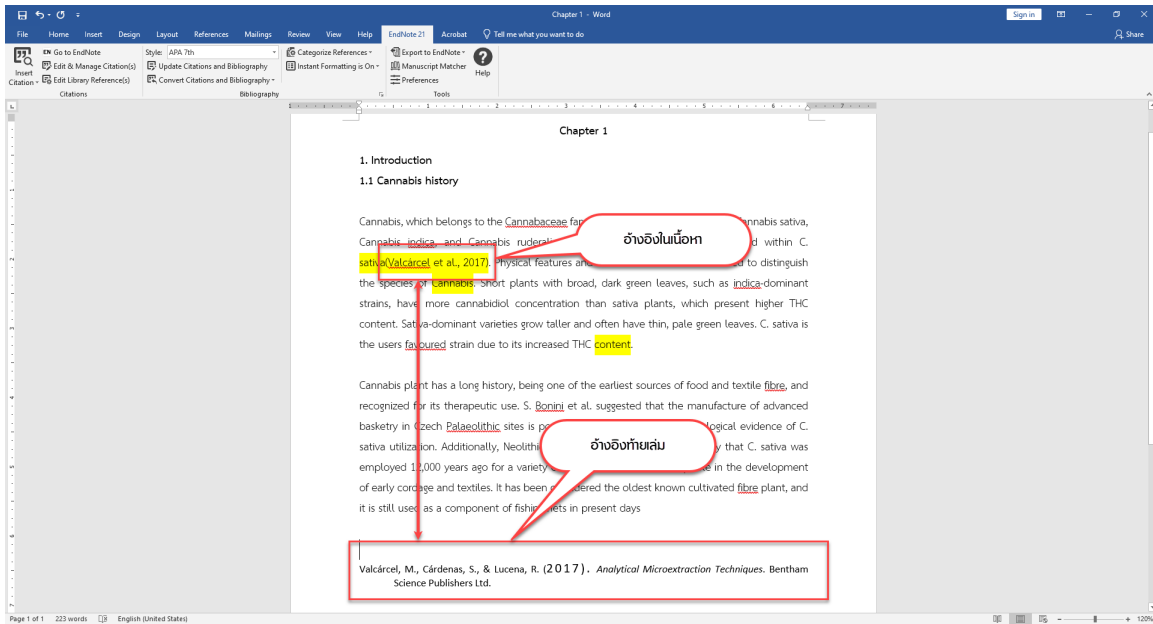 Chapter 1 - Word
Sign in
File Home Insert Design Layout References Mailings Review View Help EndNote 21 Acrobat Tell me what you want to do Share
Insert Citation
EN Go to EndNote
Edit & Manage Citation(s)
Edit Library Reference(s)
Citations
Style: APA 7th
Update Citations and Bibliography
Convert Citations and Bibliography
Categorize References
Instant Formatting is On
Bibliography
Export to EndNote
Manuscript Matcher
Preferences
Help
Tools
Chapter 1
1. Introduction
1.1 Cannabis history
Cannabis, which belongs to the Cannabaceae nnabis sativa,
Cannabis indica, and Cannabis within C.
อ้างอิงในเนื้อหา
sativa(Valcárcel et al., 2017). Physical features to distinguish
the species of Cannabis. Short plants with broad, dark green leaves, such as indica-dominant
strains, have more cannabidiol concentration than sativa plants, which present higher THC
content. Sativa-dominant varieties grow taller and often have thin, pale green leaves. C. sativa is
the users favoured strain due to its increased THC content.
Cannabis plant has a long history, being one of the earliest sources of food and textile fibre, and
recognized for its therapeutic use. S. Bonini et al. suggested that the manufacture of advanced
basketry in Czech Palaeolithic sites is logical evidence of C.
อ้างอิงท้ายเล่ม
sativa utilization. Additionally, that C. sativa was
employed 12,000 years ago for a variety in the development
of early cordage and textiles. It has been considered the oldest known cultivated fibre plant, and
it is still used as a component of fishing nets in present days
Valcárcel, M., Cárdenas, S., & Lucena, R. (2017). Analytical Microextraction Techniques. Bentham
Science Publishers Ltd.
Page 1 of 1 223 words English (United States) 120%